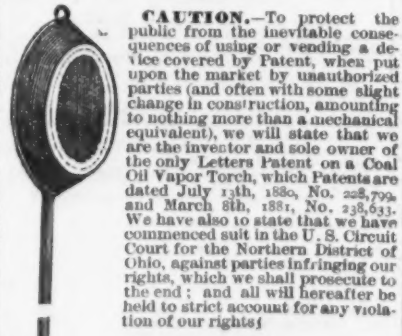 CAUTION.—To protect the
public from the inevitable conse-
quences of using or vending a de-
vice covered by Patent, when put
upon the market by unauthorized
parties (and often with some slight
change in construction, amounting
to nothing more than a mechanical
equivalent), we will state that we
are the inventor and sole owner of
the only Letters Patent on a Coal
Oil Vapor Torch, which Patents are
dated July 13th, 1880, No. 228,799,
and March 8th, 1881, No. 238,633.
We have also to state that we have
commenced suit in the U. S. Circuit
Court for the Northern District of
Ohio, against parties infringing our
rights, which we shall prosecute to
the end; and all will hereafter be
held to strict account for any viola-
tion of our rights